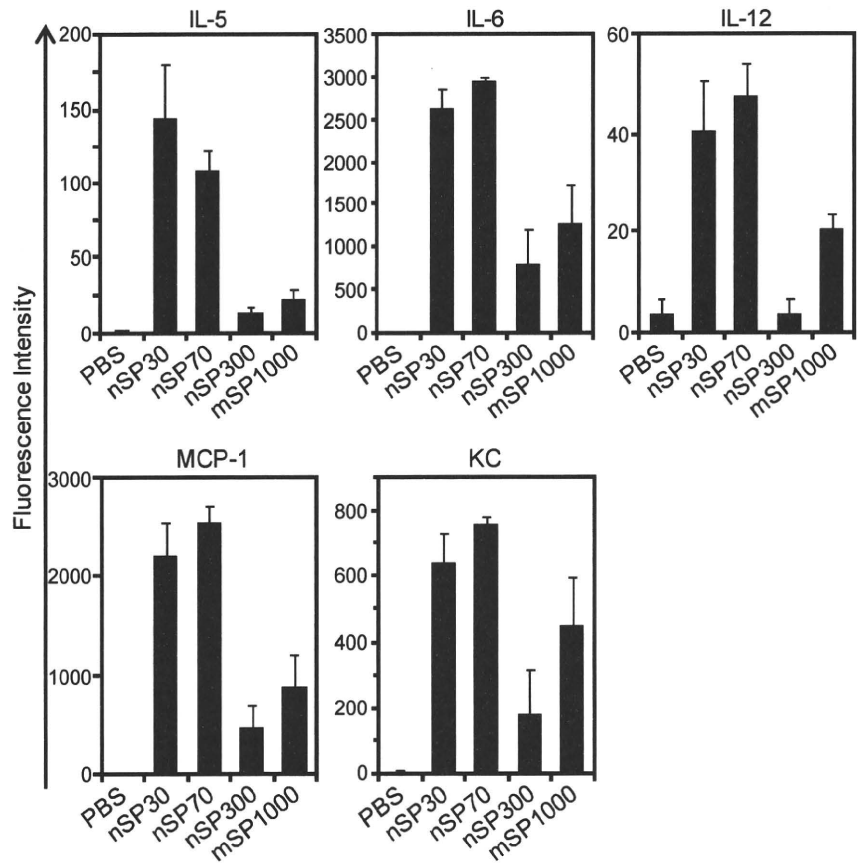 Fluorescence Intensity
IL-5
200
150
100
50
0
PBS
nSP30
nSP70
nSP300
mSP1000
IL-6
3000
3500
2500
2000
1500
1000
500
0
PBS
nSP30
nSP70
nSP300
mSP1000
IL-12
60
40
20
0
PBS
nSP30
nSP70
nSP300
mSP1000
MCP-1
3000
2000
1000
0
PBS
nSP30
nSP70
nSP300
mSP1000
KC
800
600
400
200
0
PBS
nSP30
nSP70
nSP300
mSP1000